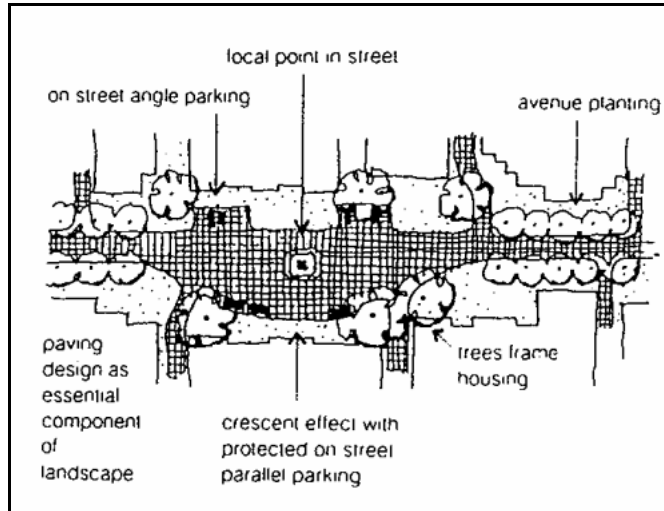 local point in street
on street angle parking
avenue planting
paving
design as
essential
component
of
landscape
crescent effect with
protected on street
parallel parking
trees frame
housing